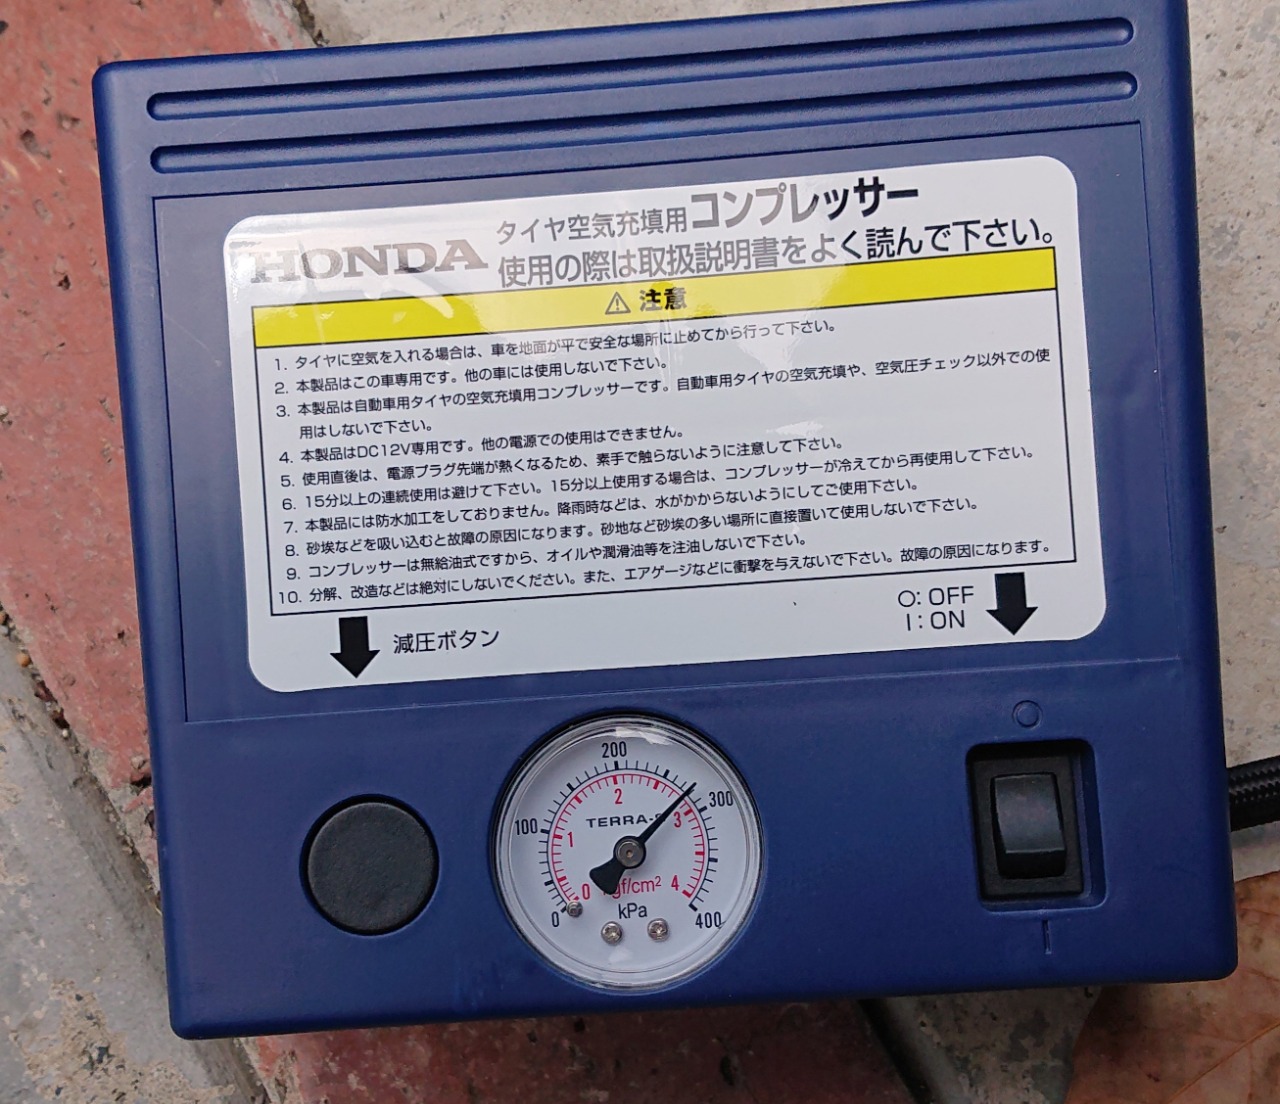 HONDA
タイヤ空気充填用コンプレッサー
使用の際は取扱説明書をよく読んで下さい。
⚠ 注意
1. タイヤに空気を入れる場合は、車を地面が平で安全な場所に止めてから行って下さい。
2. 本製品はこの車専用です。他の車には使用しないで下さい。
3. 本製品は自動車用タイヤの空気充填用コンプレッサーです。自動車用タイヤの空気充填や、空気圧チェック以外での使
用はしないで下さい。
4. 本製品はDC12V専用です。他の電源での使用はできません。
5. 使用直後は、電源プラグ先端が熱くなるため、素手で触らないように注意して下さい。
6. 15分以上の連続使用は避けて下さい。15分以上使用する場合は、コンプレッサーが冷えてから再使用して下さい。
7. 本製品には防水加工をしておりません。降雨時などは、水がかからないようにしてご使用下さい。
8. 砂埃などを吸い込むと故障の原因になります。砂地など砂埃の多い場所に直接置いて使用しないで下さい。
9. コンプレッサーは無給油式ですから、オイルや潤滑油等を注油しないで下さい。
10. 分解、改造などは絶対にしないでください。また、エアゲージなどに衝撃を与えないで下さい。故障の原因になります。
減圧ボタン
O: OFF
I: ON
200
2
100
300
TERRA-
1
3
0
kgf/cm²
4
0
kPa
400